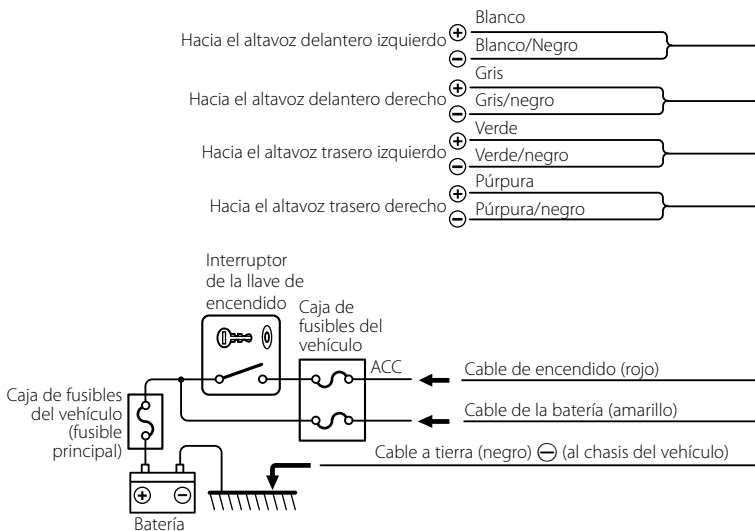 Hacia el altavoz delantero izquierdo
⊕ Blanco
⊖ Blanco/Negro
Hacia el altavoz delantero derecho
⊕ Gris
⊖ Gris/negro
Hacia el altavoz trasero izquierdo
⊕ Verde
⊖ Verde/negro
Hacia el altavoz trasero derecho
⊕ Púrpura
⊖ Púrpura/negro
Interruptor
de la llave de
encendido
Caja de
fusibles del
vehículo
ACC
Cable de encendido (rojo)
Caja de fusibles
del vehículo
(fusible
principal)
Cable de la batería (amarillo)
Cable a tierra (negro) ⊖ (al chasis del vehículo)
⊕ ⊖
Batería